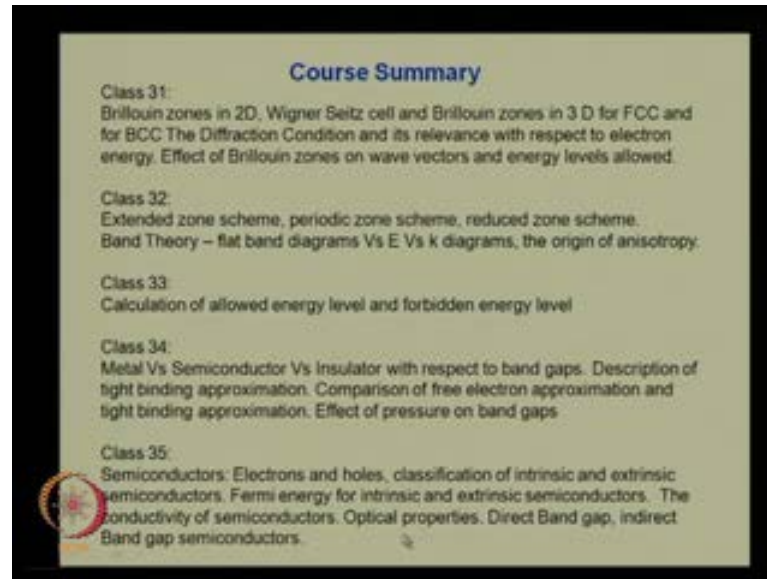 Course Summary
Class 31:
Brillouin zones in 2D, Wigner Seitz cell and Brillouin zones in 3 D for FCC and
for BCC The Diffraction Condition and its relevance with respect to electron
energy. Effect of Brillouin zones on wave vectors and energy levels allowed.
Class 32:
Extended zone scheme, periodic zone scheme, reduced zone scheme.
Band Theory – flat band diagrams Vs E Vs k diagrams, the origin of anisotropy.
Class 33:
Calculation of allowed energy level and forbidden energy level
Class 34:
Metal Vs Semiconductor Vs Insulator with respect to band gaps. Description of
tight binding approximation. Comparison of free electron approximation and
tight binding approximation. Effect of pressure on band gaps
Class 35:
Semiconductors: Electrons and holes, classification of intrinsic and extrinsic
semiconductors. Fermi energy for intrinsic and extrinsic semiconductors. The
conductivity of semiconductors. Optical properties. Direct Band gap, indirect
Band gap semiconductors.